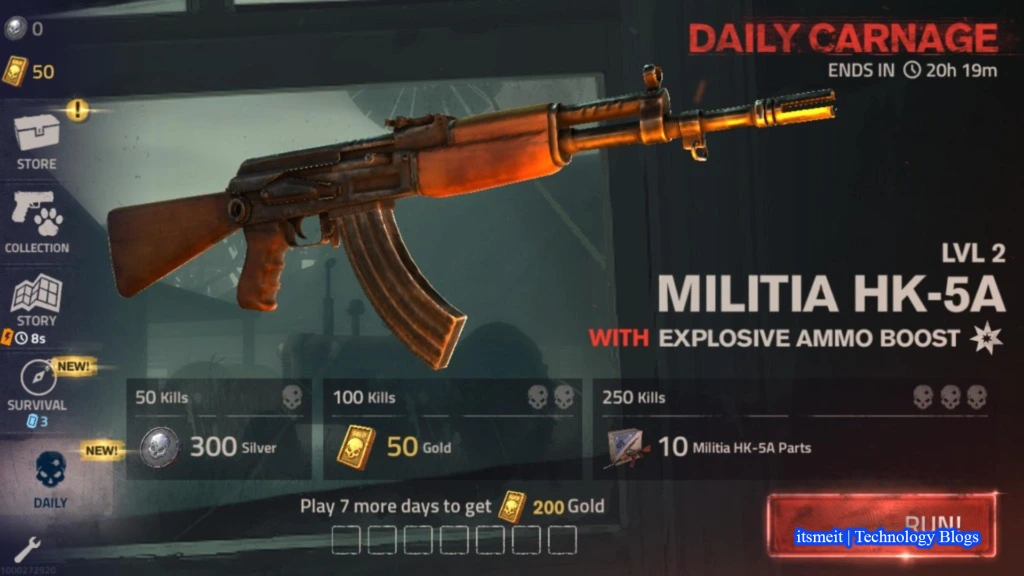 0
50
STORE
COLLECTION
STORY
8s
NEW!
SURVIVAL
3
NEW!
DAILY
1000272926
DAILY CARNAGE
ENDS IN 20h 19m
LVL 2
MILITIA HK-5A
WITH EXPLOSIVE AMMO BOOST
50 Kills
300 Silver
100 Kills
50 Gold
250 Kills
10 Militia HK-5A Parts
Play 7 more days to get 200 Gold
RUN!
itsmeit | Technology Blogs